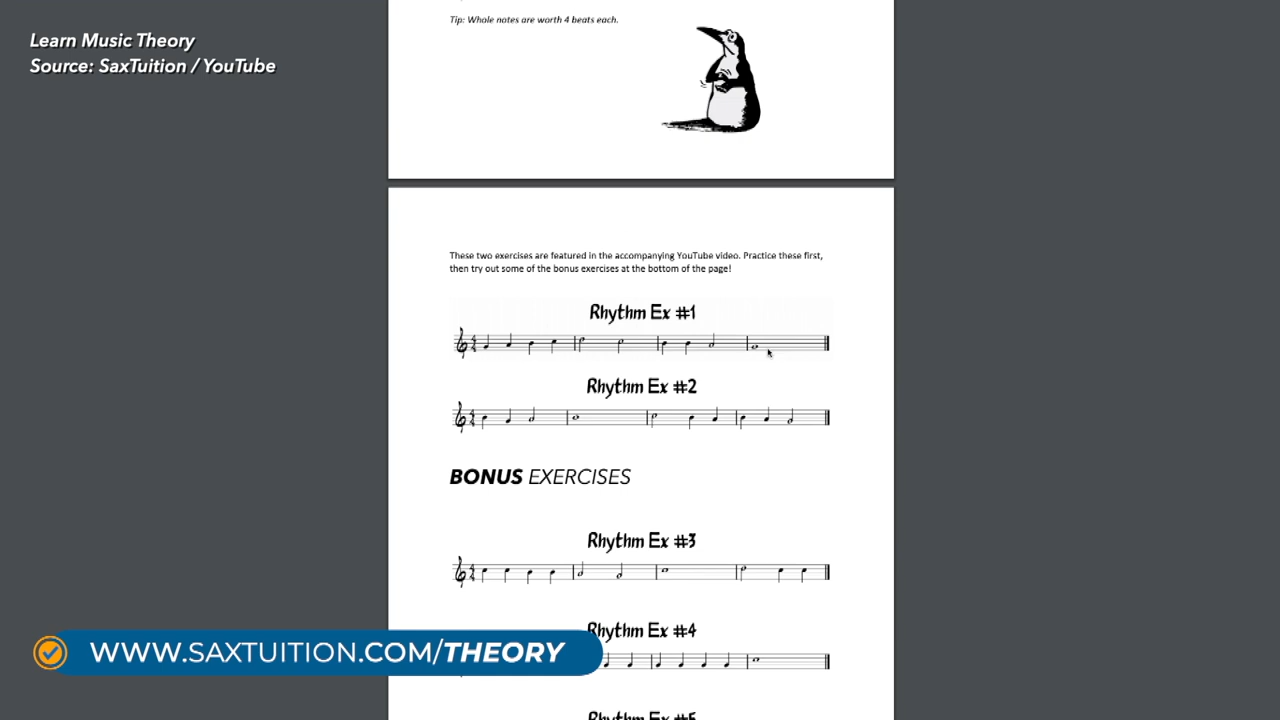 Learn Music Theory
Source: SaxTuition / YouTube
Tip: Whole notes are worth 4 beats each.
These two exercises are featured in the accompanying YouTube video. Practice these first,
then try out some of the bonus exercises at the bottom of the page!
Rhythm Ex #1
Rhythm Ex #2
BONUS EXERCISES
Rhythm Ex #3
Rhythm Ex #4
WWW.SAXTUITION.COM/THEORY
Rhythm Ex #5